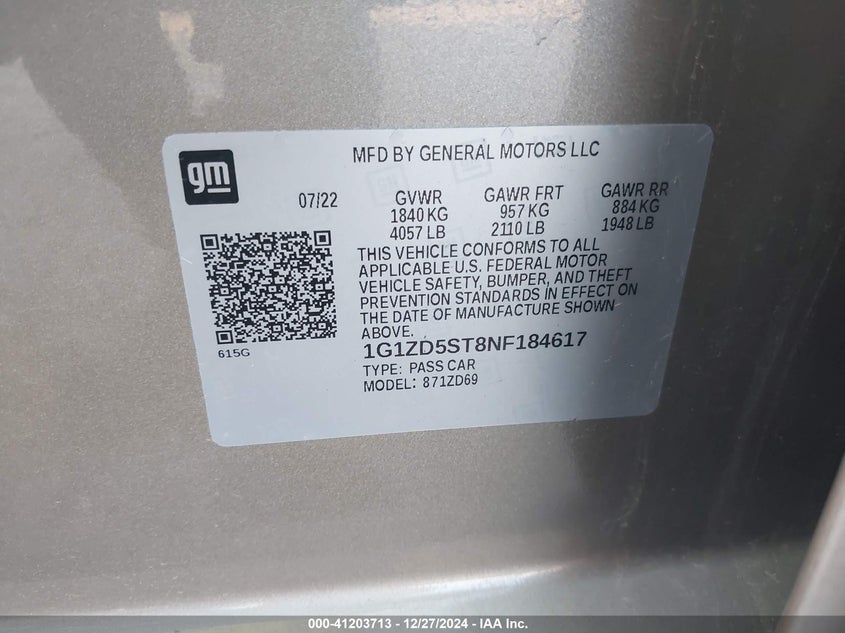 gm
MFD BY GENERAL MOTORS LLC
07/22
GVWR GAWR FRT GAWR RR
1840 KG 957 KG 884 KG
4057 LB 2110 LB 1948 LB
THIS VEHICLE CONFORMS TO ALL
APPLICABLE U.S. FEDERAL MOTOR
VEHICLE SAFETY, BUMPER, AND THEFT
PREVENTION STANDARDS IN EFFECT ON
THE DATE OF MANUFACTURE SHOWN
ABOVE.
615G
1G1ZD5ST8NF184617
TYPE: PASS CAR
MODEL: 871ZD69
000-41203713 - 12/27/2024 - IAA Inc.